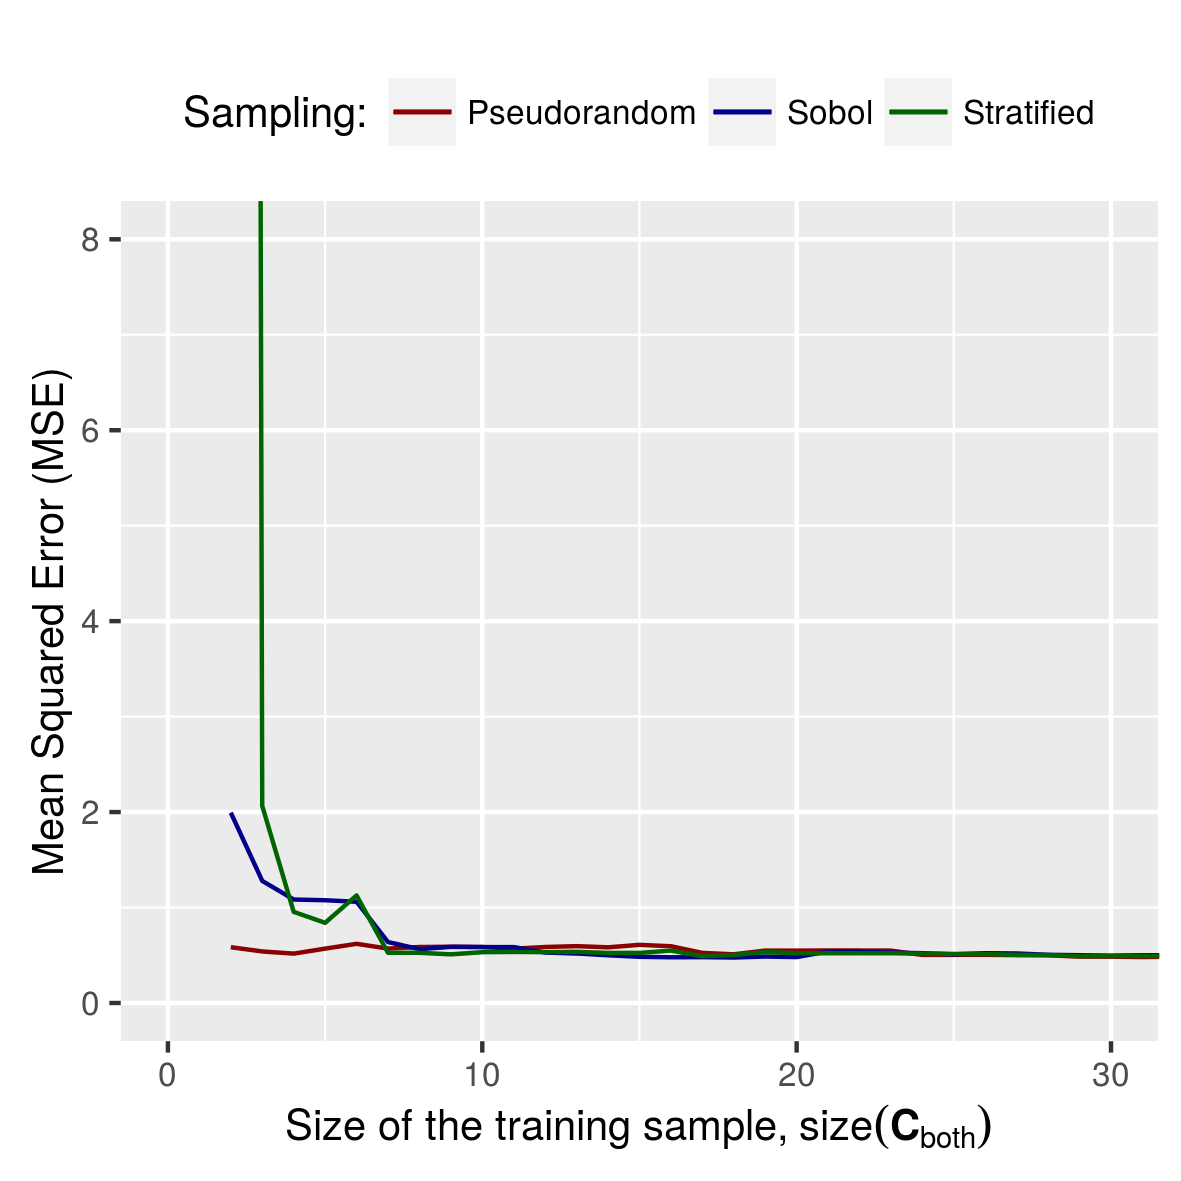 Sampling: Pseudorandom Sobol Stratified
8
6
4
2
0
Mean Squared Error (MSE)
0 10 20 30
Size of the training sample, size(C_both)